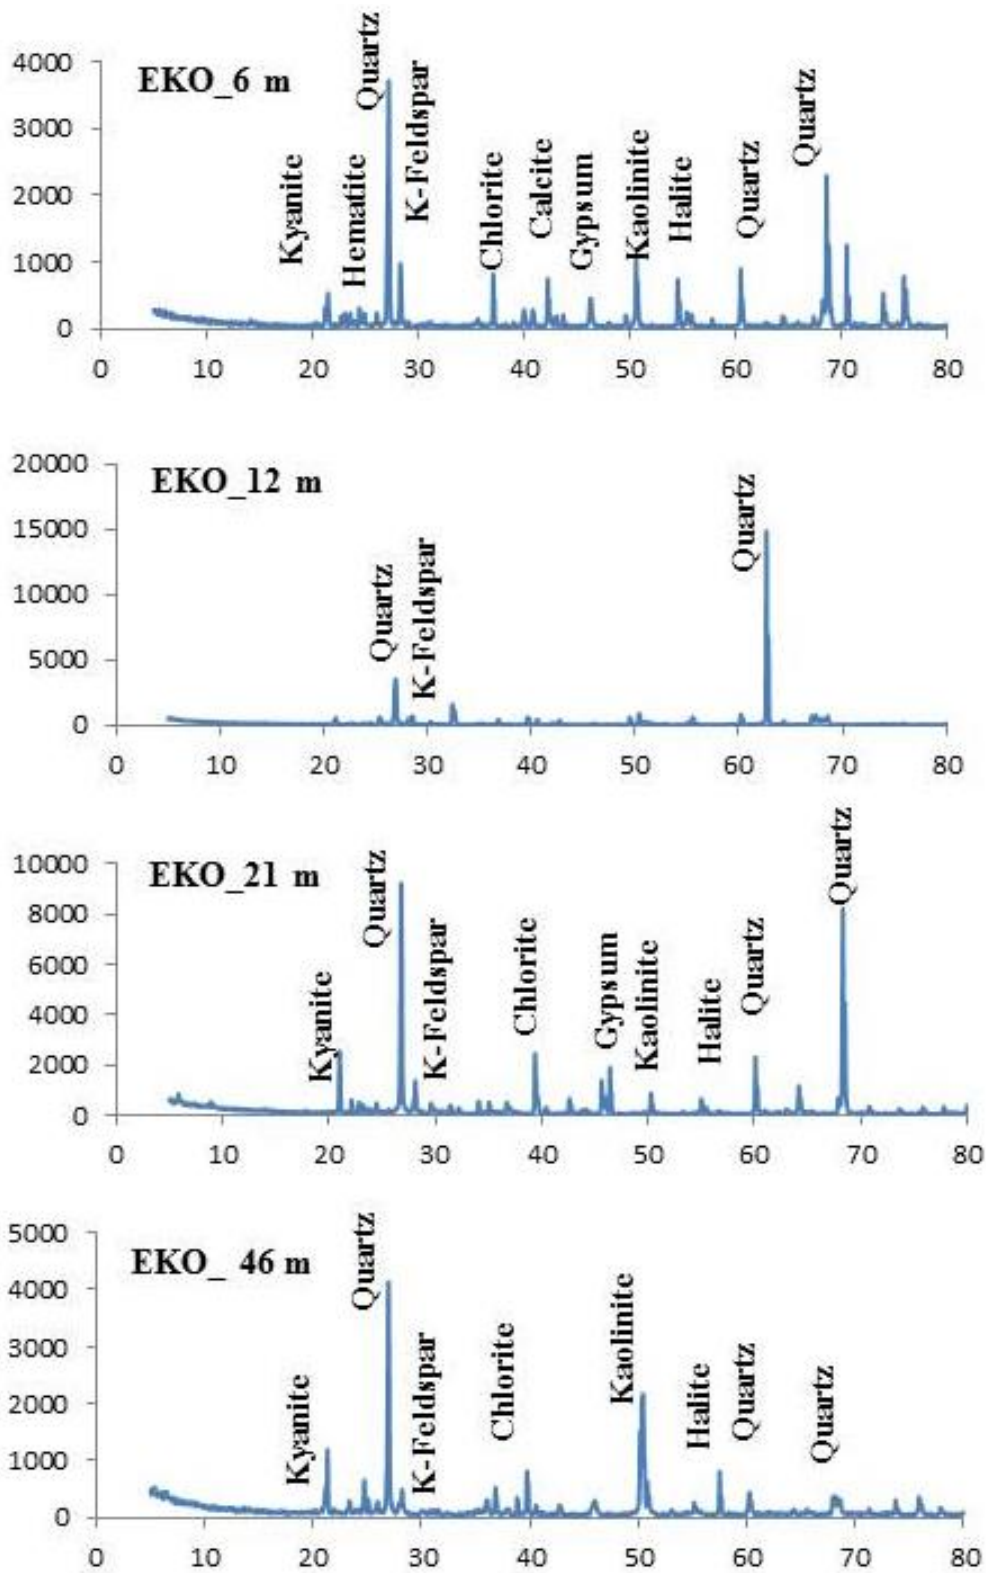 EKO_6 m
4000
3000
2000
1000
0
Kyanite
Hematite
Quartz
K-Feldspar
Chlorite
Calcite
Gypsum
Kaolinite
Halite
Quartz
Quartz
0 10 20 30 40 50 60 70 80
EKO_12 m
20000
15000
10000
5000
0
Quartz
K-Feldspar
Quartz
0 10 20 30 40 50 60 70 80
EKO_21 m
10000
8000
6000
4000
2000
0
Kyanite
Quartz
K-Feldspar
Chlorite
Gypsum
Kaolinite
Halite
Quartz
Quartz
0 10 20 30 40 50 60 70 80
EKO_ 46 m
5000
4000
3000
2000
1000
0
Kyanite
Quartz
K-Feldspar
Chlorite
Kaolinite
Halite
Quartz
Quartz
0 10 20 30 40 50 60 70 80